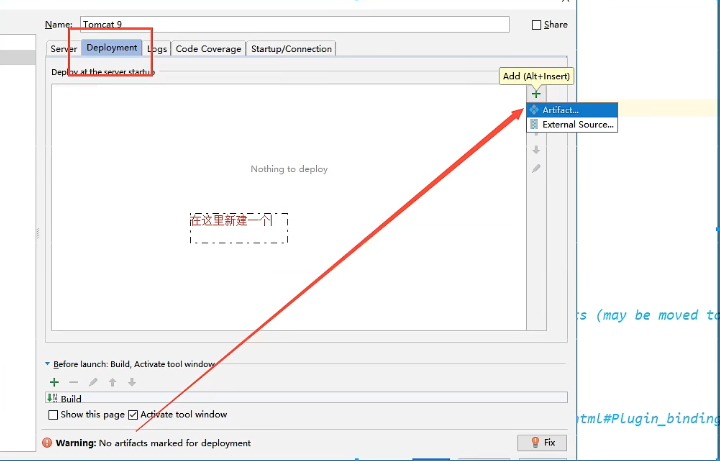 Name: Tomcat 9
Share
Server Deployment Logs Code Coverage Startup/Connection
Deploy at the server startup
Add (Alt+Insert)
Artifact...
External Source...
Nothing to deploy
在这里新建一个
(may be moved to
Before launch: Build, Activate tool window
Build
html#Plugin_binding
Show this page Activate tool window
Warning: No artifacts marked for deployment
Fix